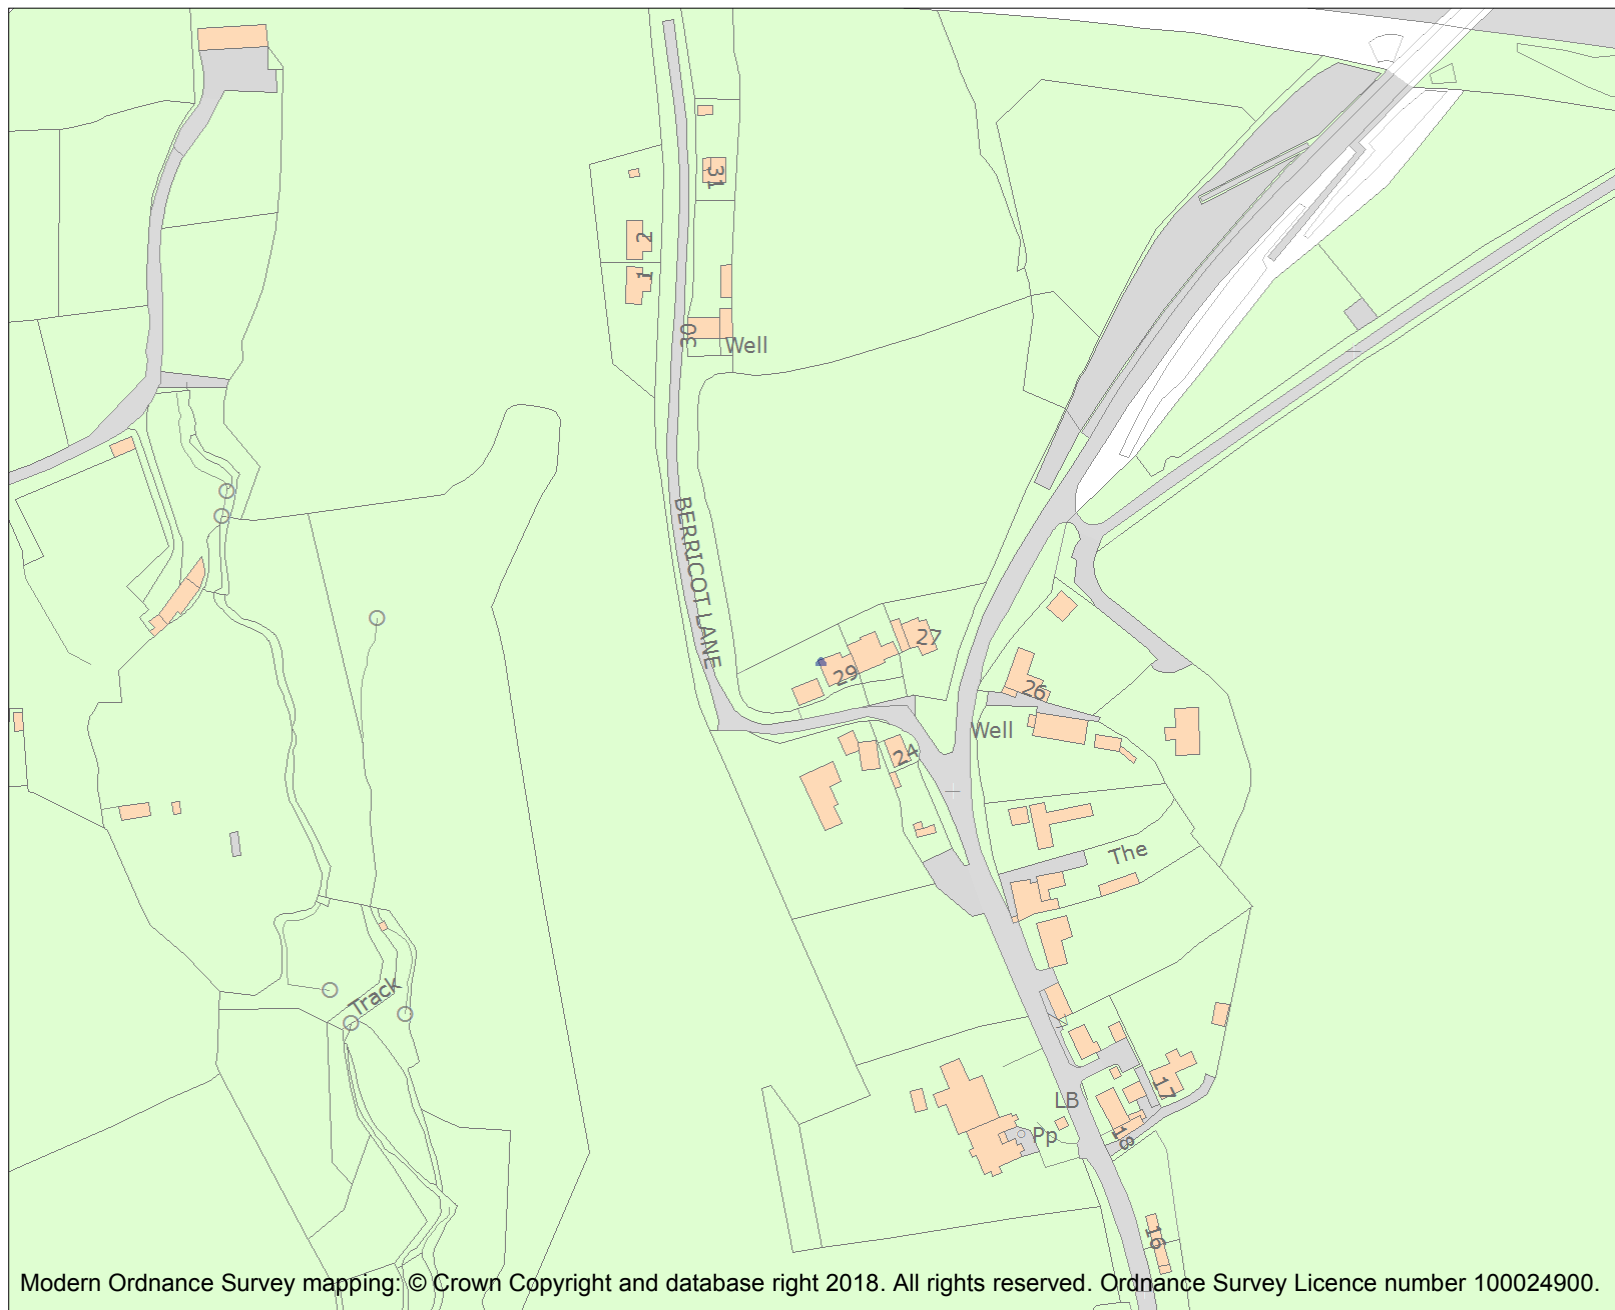 31
2
1
30
Well
BERRICOT LANE
27
29
26
Well
24
The
Track
17
LB
18
Pp
16
Modern Ordnance Survey mapping: © Crown Copyright and database right 2018. All rights reserved. Ordnance Survey Licence number 100024900.